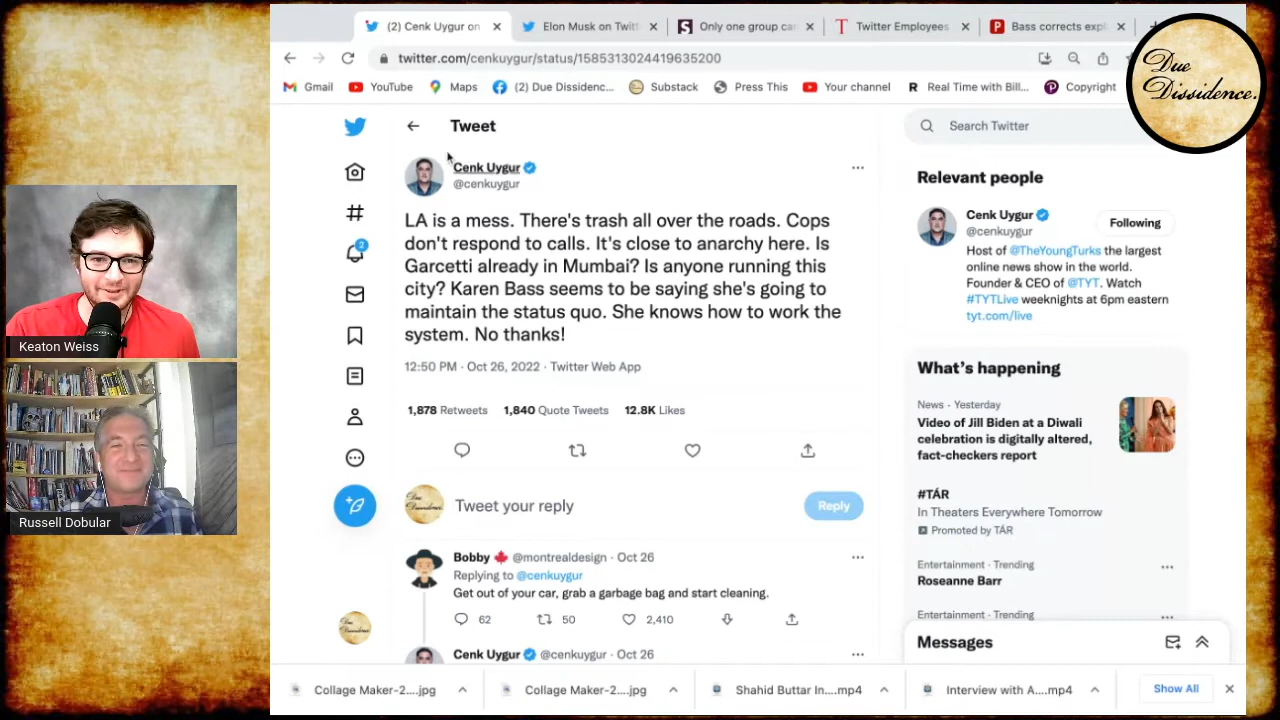 (2) Cenk Uygur on
Elon Musk on Twitt
Only one group ca
Twitter Employees
Bass corrects expl
twitter.com/cenkuygur/status/1585313024419635200
Gmail
YouTube
Maps
(2) Due Dissidenc...
Substack
Press This
Your channel
Real Time with Bill...
Copyright
Due
Dissidence.
Tweet
Search Twitter
Cenk Uygur
@cenkuygur
LA is a mess. There's trash all over the roads. Cops
don't respond to calls. It's close to anarchy here. Is
Garcetti already in Mumbai? Is anyone running this
city? Karen Bass seems to be saying she's going to
maintain the status quo. She knows how to work the
system. No thanks!
12:50 PM · Oct 26, 2022 · Twitter Web App
1,878 Retweets 1,840 Quote Tweets 12.8K Likes
Tweet your reply
Reply
Bobby 🍁 @montrealdesign · Oct 26
Replying to @cenkuygur
Get out of your car, grab a garbage bag and start cleaning.
62 50 2,410
Cenk Uygur @cenkuygur · Oct 26
Relevant people
Cenk Uygur
@cenkuygur
Following
Host of @TheYoungTurks the largest
online news show in the world.
Founder & CEO of @TYT. Watch
#TYTLive weeknights at 6pm eastern
tyt.com/live
What's happening
News · Yesterday
Video of Jill Biden at a Diwali
celebration is digitally altered,
fact-checkers report
#TÁR
In Theaters Everywhere Tomorrow
Promoted by TÁR
Entertainment · Trending
Roseanne Barr
Entertainment · Trending
Messages
Keaton Weiss
Russell Dobular
Collage Maker-2....jpg
Collage Maker-2....jpg
Shahid Buttar In....mp4
Interview with A....mp4
Show All